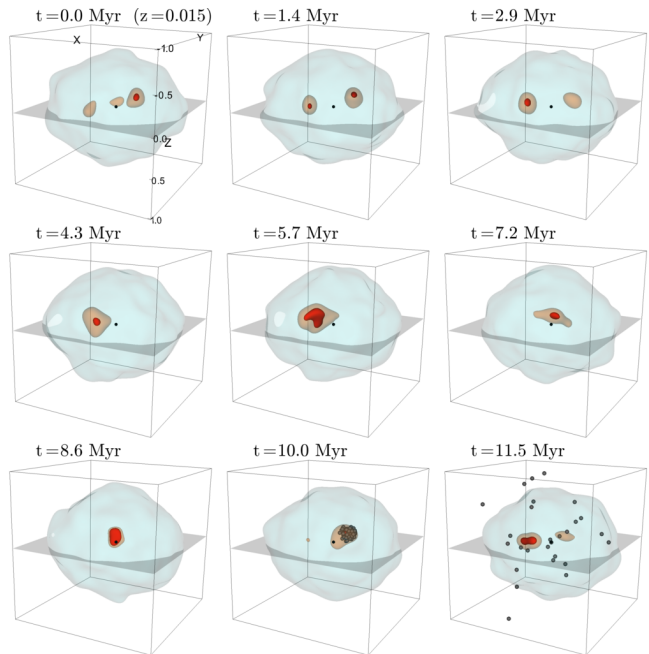 t=0.0 Myr (z=0.015)
t=1.4 Myr
t=2.9 Myr
X
Y
-1.0
-0.5
0.0
Z
0.5
1.0
t=4.3 Myr
t=5.7 Myr
t=7.2 Myr
t=8.6 Myr
t=10.0 Myr
t=11.5 Myr